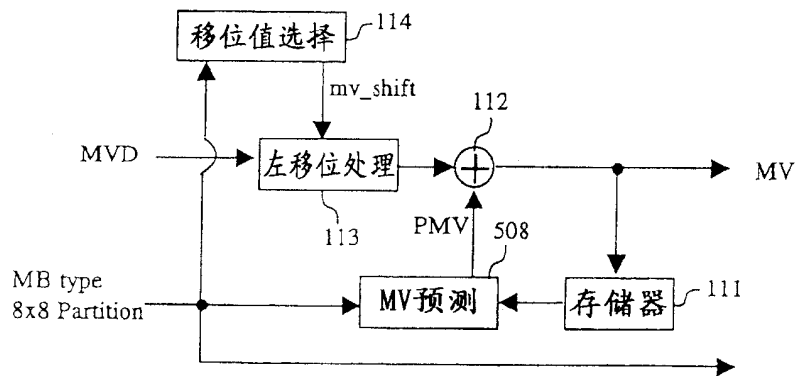 移位值选择
114
mv_shift
112
MVD
左移位处理
MV
113
PMV
508
MB type
8x8 Partition
MV预测
存储器
111